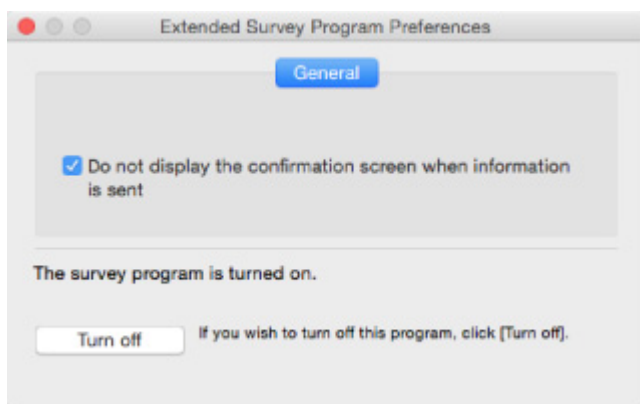 Extended Survey Program Preferences
General
Do not display the confirmation screen when information
is sent
The survey program is turned on.
Turn off
If you wish to turn off this program, click [Turn off].